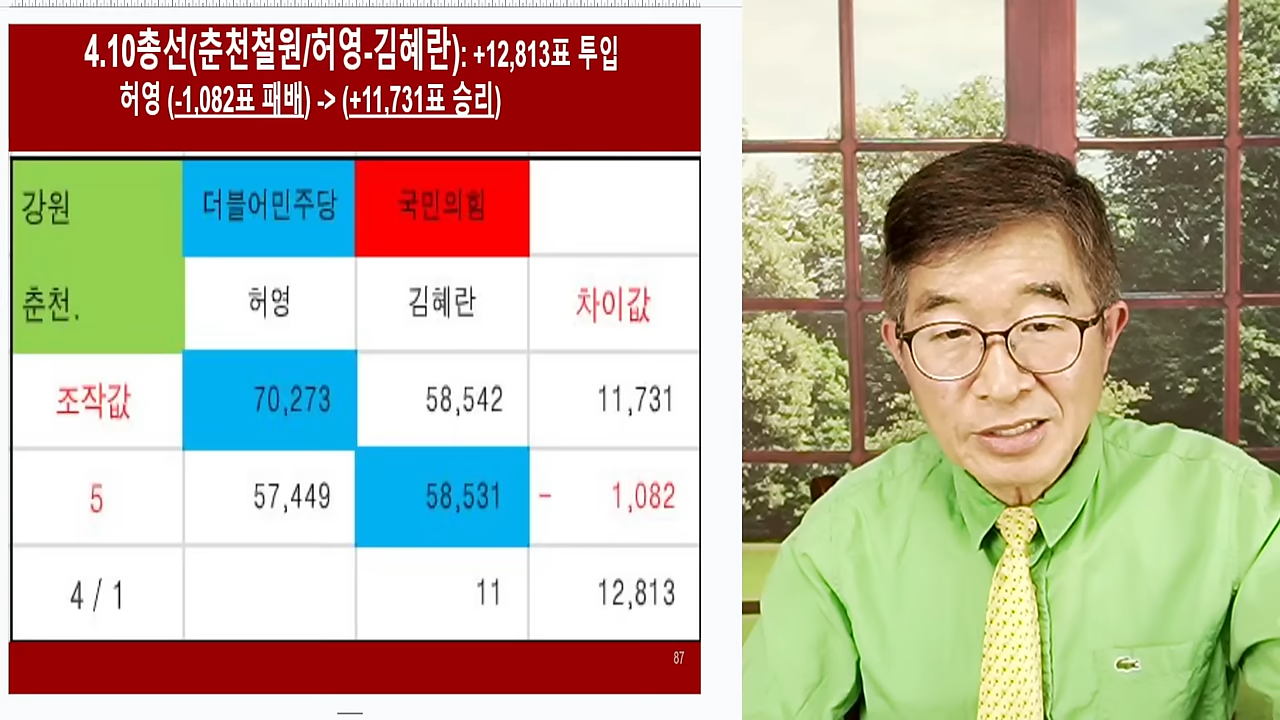 4.10총선(춘천철원/허영-김혜란): +12,813표 투입
허영 (-1,082표 패배) -> (+11,731표 승리)
강원 더불어민주당 국민의힘
춘천. 허영 김혜란 차이값
조작값 70,273 58,542 11,731
5 57,449 58,531 - 1,082
4 / 1 11 12,813
87